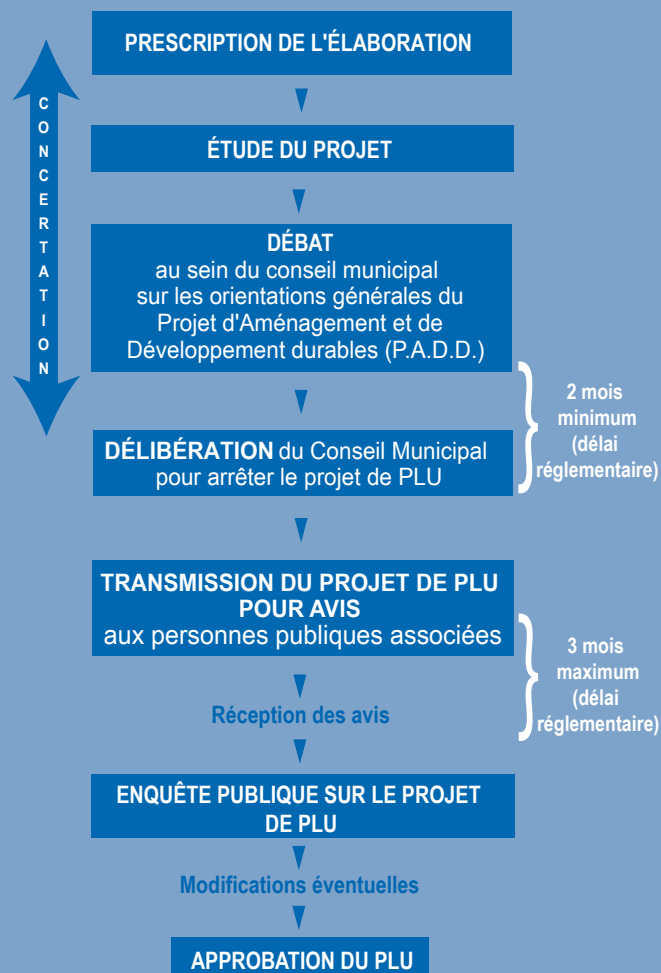 PRESCRIPTION DE L'ÉLABORATION
CONCERTATION
ÉTUDE DU PROJET
DÉBAT
au sein du conseil municipal
sur les orientations générales du
Projet d'Aménagement et de
Développement durables (P.A.D.D.)
2 mois
minimum
(délai
réglementaire)
DÉLIBÉRATION du Conseil Municipal
pour arrêter le projet de PLU
TRANSMISSION DU PROJET DE PLU
POUR AVIS
aux personnes publiques associées
3 mois
maximum
(délai
réglementaire)
Réception des avis
ENQUÊTE PUBLIQUE SUR LE PROJET
DE PLU
Modifications éventuelles
APPROBATION DU PLU